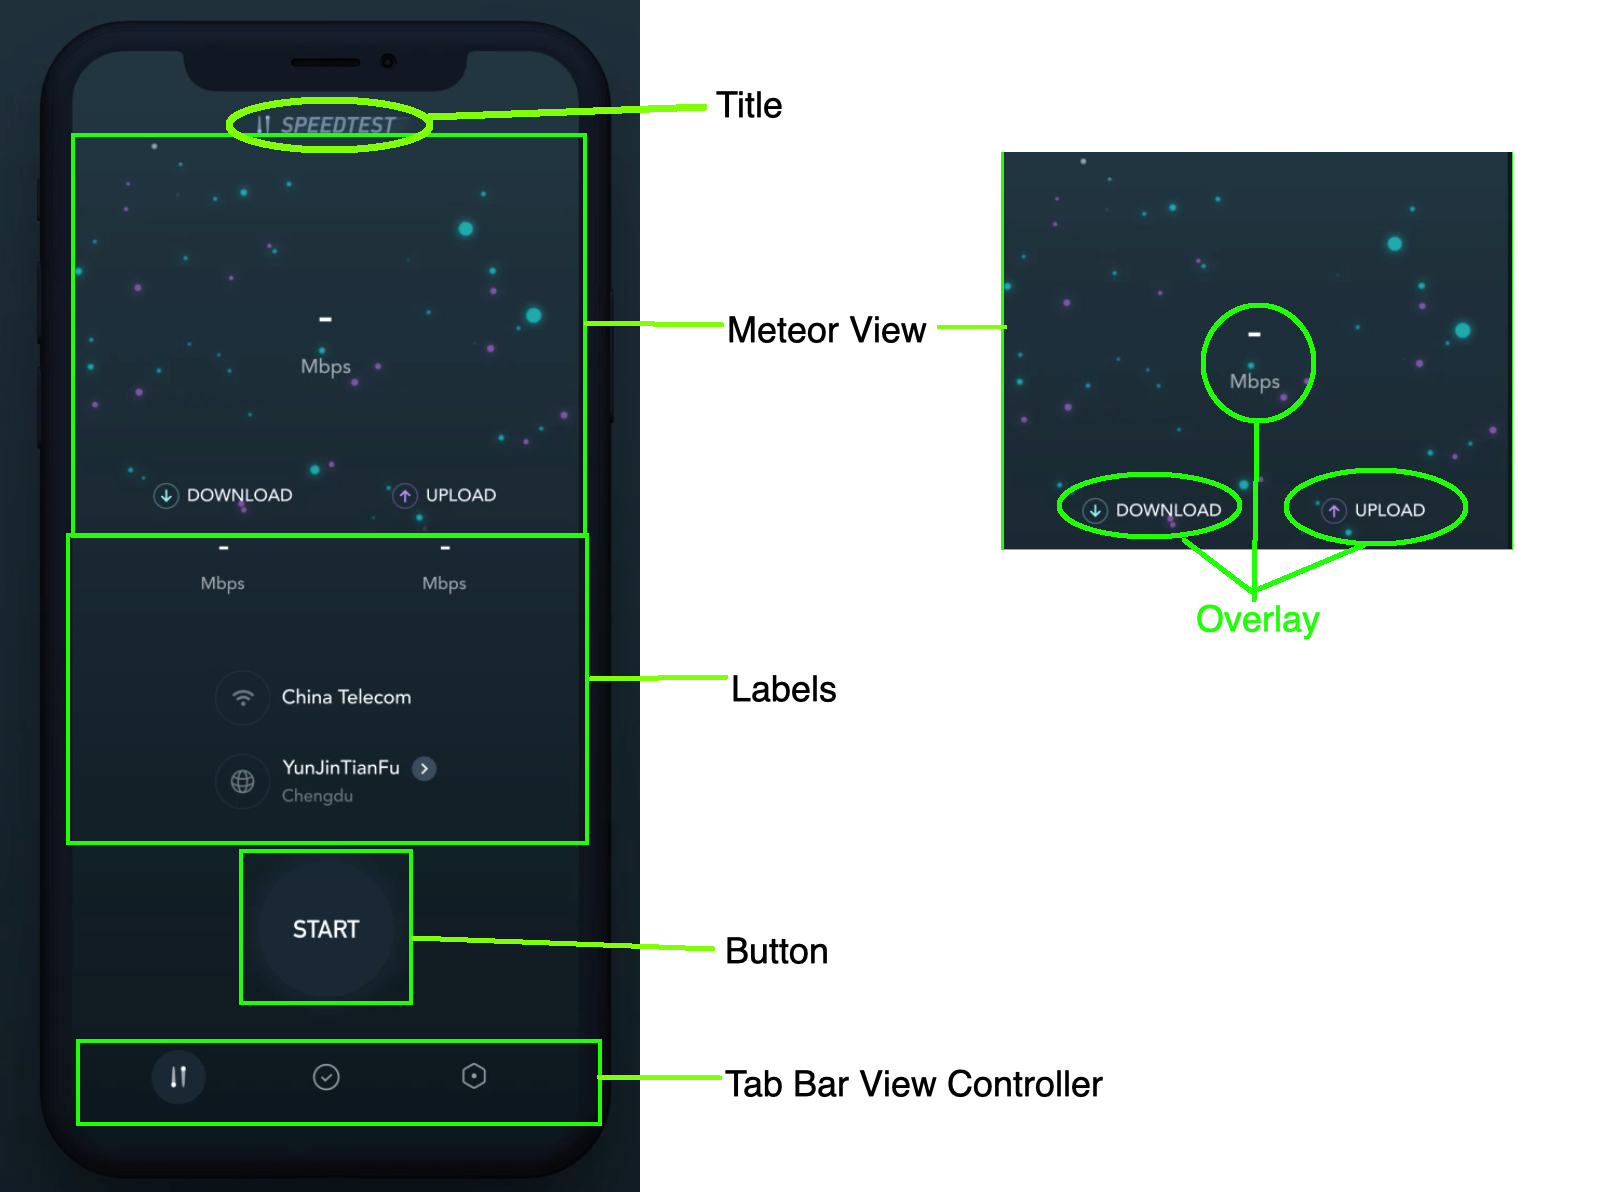 SPEEDTEST
Title
-
Mbps
Meteor View
DOWNLOAD
UPLOAD
-
-
Mbps
Mbps
Labels
China Telecom
YunJinTianFu
Chengdu
START
Button
Tab Bar View Controller
-
Mbps
DOWNLOAD
UPLOAD
Overlay